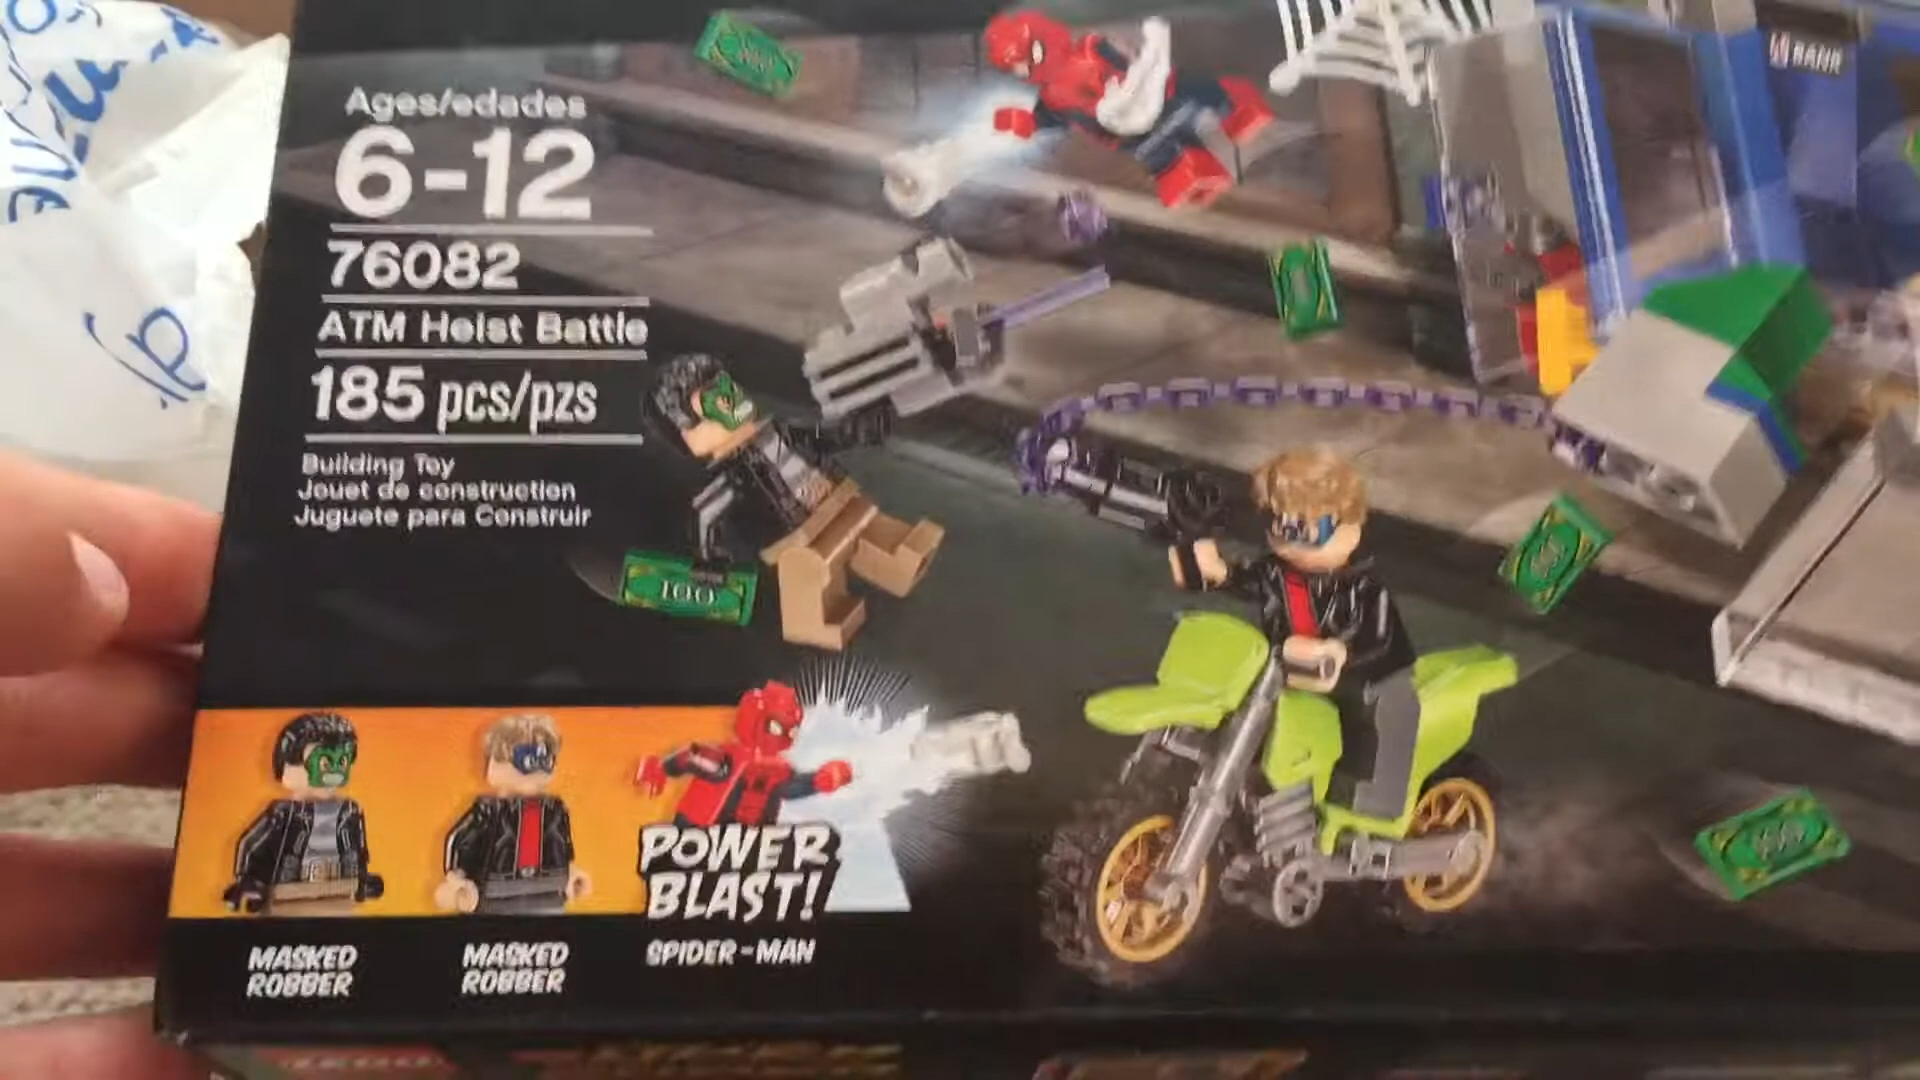 Ages/edades
6-12
76082
ATM Heist Battle
185 pcs/pzs
Building Toy
Jouet de construction
Juguete para Construir
100
BANK
POWER
BLAST!
MASKED
ROBBER
MASKED
ROBBER
SPIDER-MAN